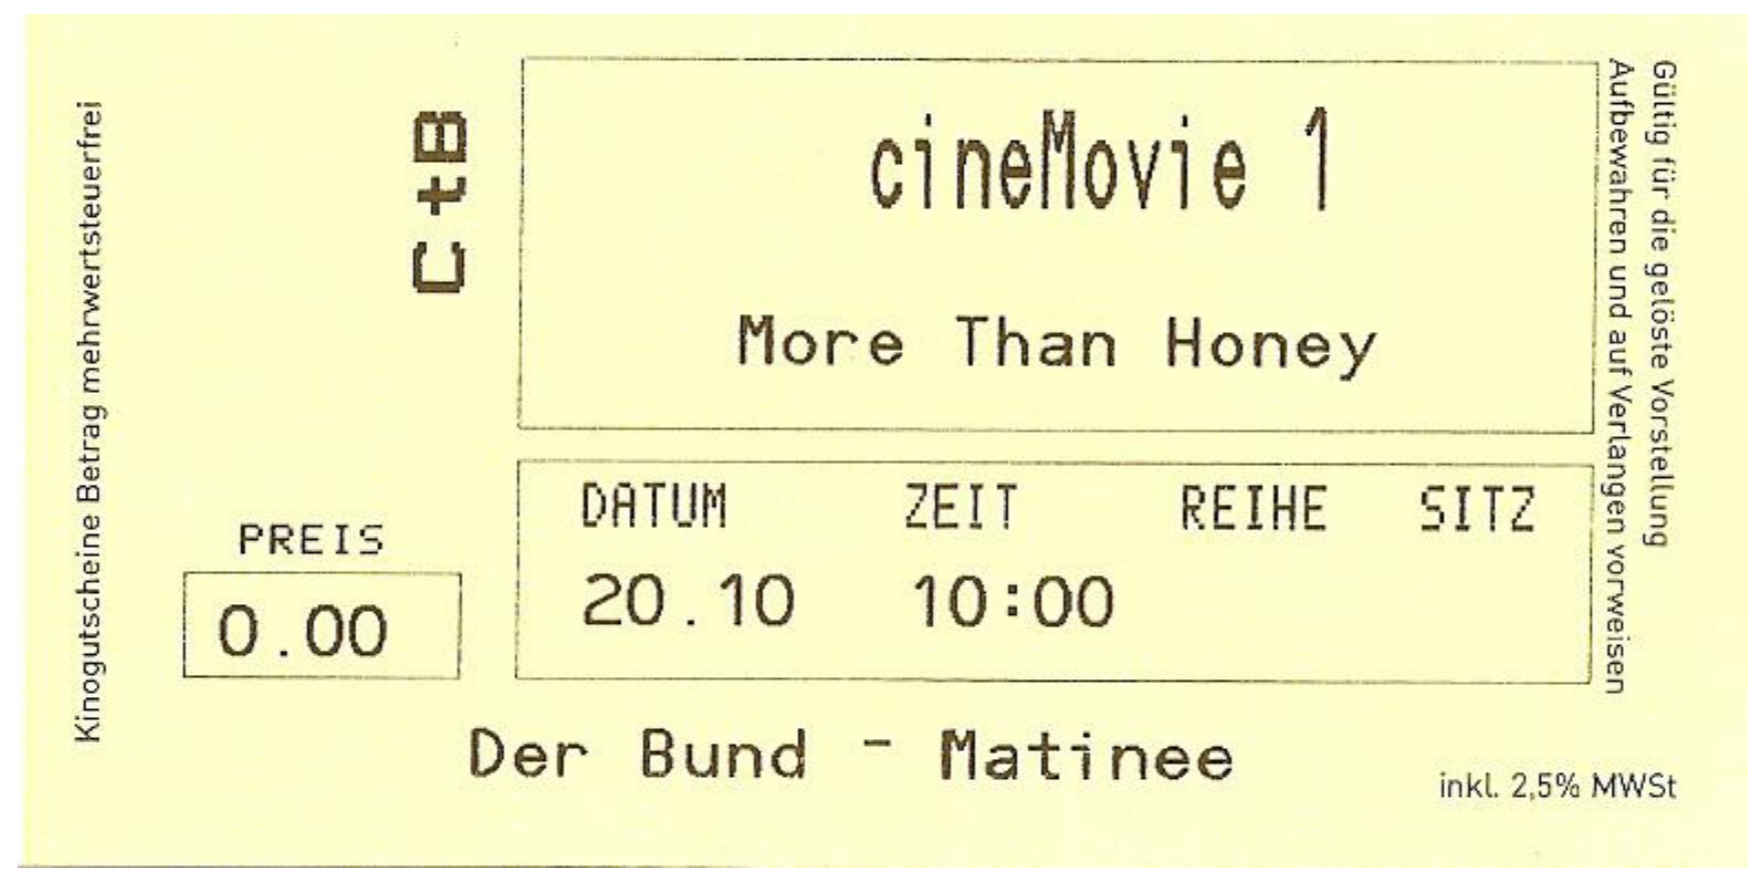 Kinogutscheine Betrag mehrwertsteuerfrei
CtB
cineMovie 1
More Than Honey
DATUM ZEIT REIHE SITZ
20.10 10:00
PREIS
0.00
Der Bund - Matinee
inkl. 2,5% MWSt
Gültig für die gelöste Vorstellung
Aufbewahren und auf Verlangen vorweisen